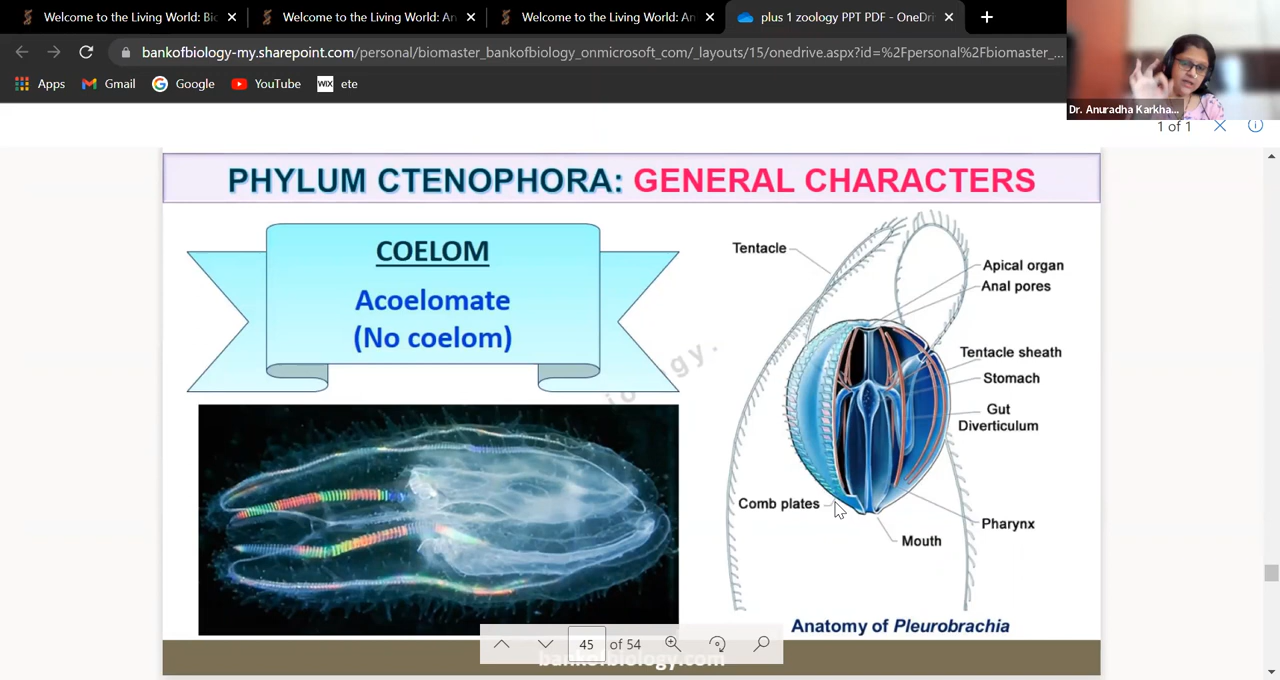 Welcome to the Living World: Bio
Welcome to the Living World: An
Welcome to the Living World: An
plus 1 zoology PPT PDF - OneDri
bankofbiology-my.sharepoint.com/personal/biomaster_bankofbiology_onmicrosoft_com/_layouts/15/onedrive.aspx?id=%2Fpersonal%2Fbiomaster_...
Apps
Gmail
Google
YouTube
WIX
ete
Dr. Anuradha Karkha...
1 of 1
PHYLUM CTENOPHORA: GENERAL CHARACTERS
COELOM
Acoelomate
(No coelom)
Tentacle
Apical organ
Anal pores
Tentacle sheath
Stomach
Gut
Diverticulum
Comb plates
Pharynx
Mouth
Anatomy of Pleurobrachia
45 of 54
bankofbiology.com